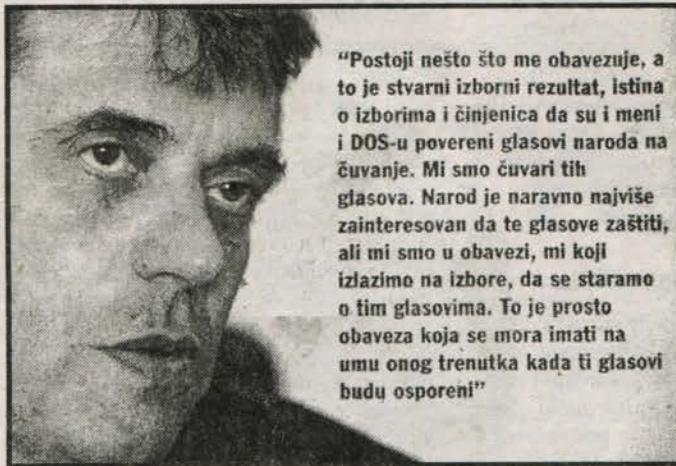 “Postoji nešto što me obavezuje, a
to je stvarni izborni rezultat, istina
o izborima i činjenica da su i meni
i DOS-u povereni glasovi naroda na
čuvanje. Mi smo čuvari tih
glasova. Narod je naravno najviše
zainteresovan da te glasove zaštiti,
ali mi smo u obavezi, mi koji
izlazimo na izbore, da se staramo
o tim glasovima. To je prosto
obaveza koja se mora imati na
umu onog trenutka kada ti glasovi
budu osporeni”